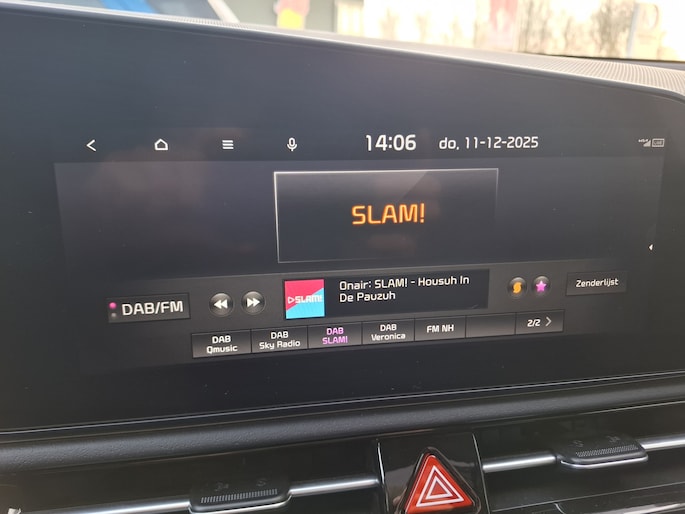 14:06 do, 11-12-2025
SLAM!
SLAM!
Onair: SLAM! - Housuh In
De Pauzuh
DAB/FM
Zenderlijst
DAB
Qmusic
DAB
Sky Radio
DAB
SLAM!
DAB
Veronica
FM NH
2/2
S
S